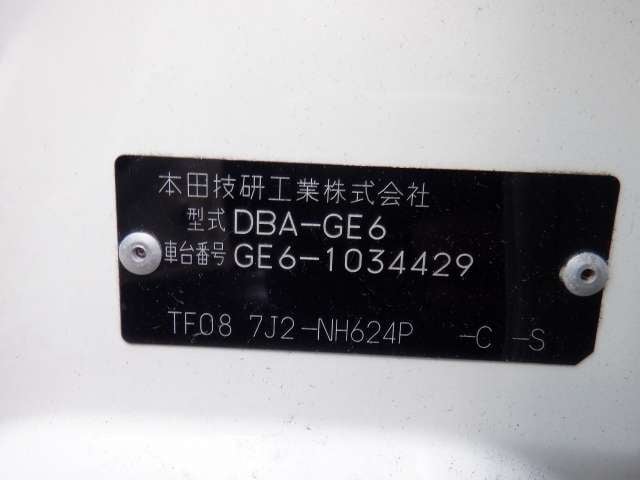 本田技研工業株式会社
型式 DBA-GE6
車台番号 GE6-1034429
TF08 7J2-NH624P -C -S